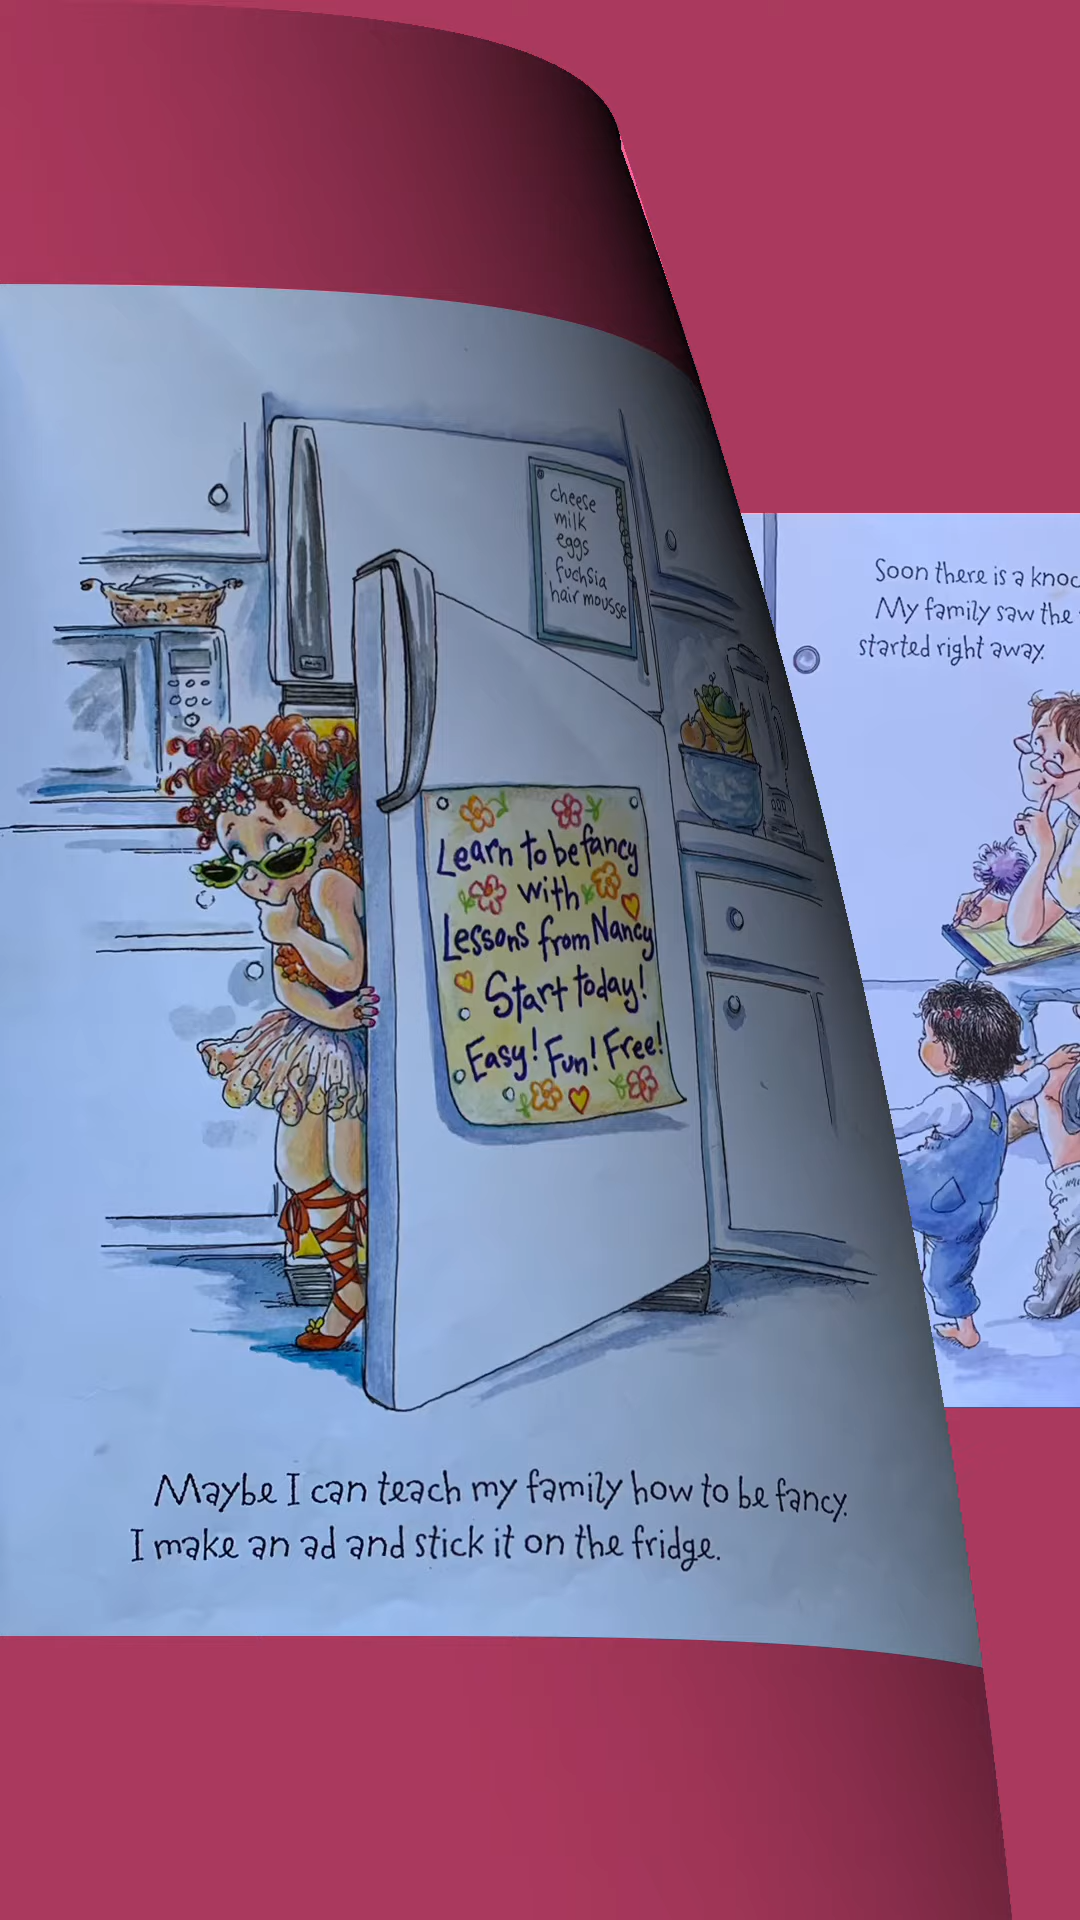 cheese
milk
eggs
fuchsia
hair mousse
Learn to be fancy
with
Lessons from Nancy
Start today!
Easy! Fun! Free!
Maybe I can teach my family how to be fancy.
I make an ad and stick it on the fridge.
Soon there is a
My family saw the
started right away.